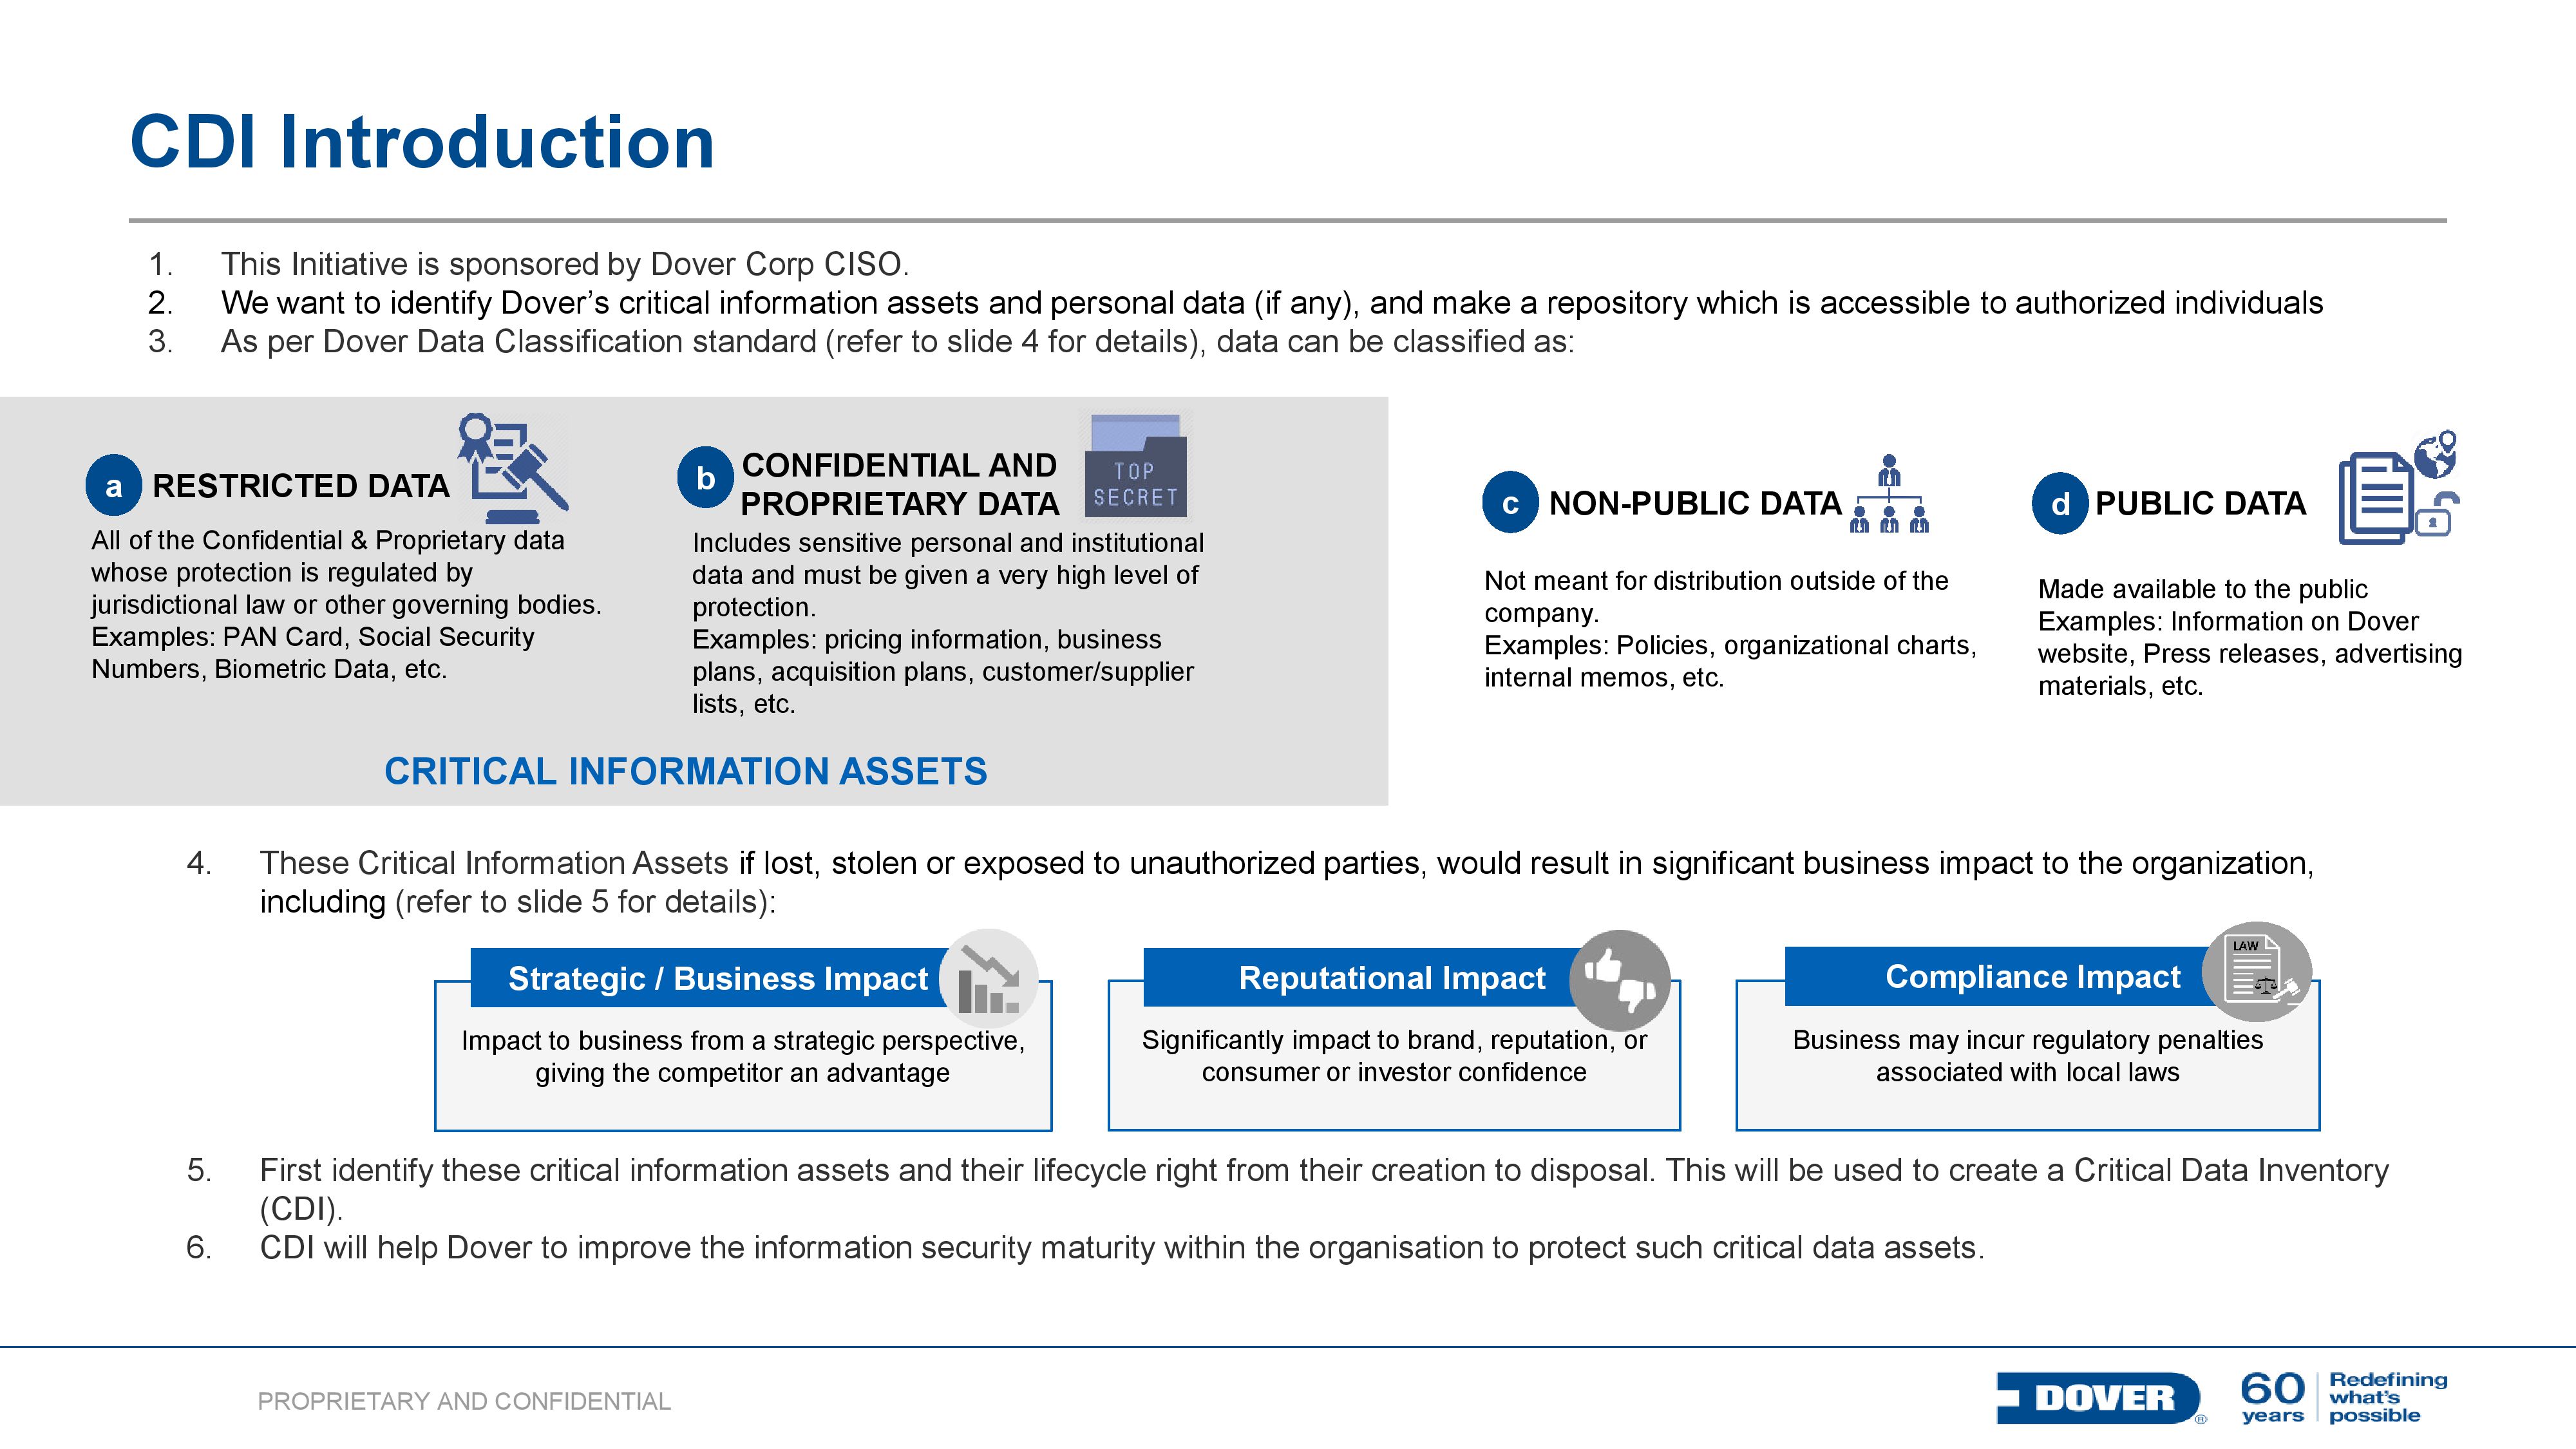 CDI Introduction
1. This Initiative is sponsored by Dover Corp CISO.
2. We want to identify Dover’s critical information assets and personal data (if any), and make a repository which is accessible to authorized individuals
3. As per Dover Data Classification standard (refer to slide 4 for details), data can be classified as:
a RESTRICTED DATA
All of the Confidential & Proprietary data
whose protection is regulated by
jurisdictional law or other governing bodies.
Examples: PAN Card, Social Security
Numbers, Biometric Data, etc.
b CONFIDENTIAL AND
PROPRIETARY DATA
TOP
SECRET
Includes sensitive personal and institutional
data and must be given a very high level of
protection.
Examples: pricing information, business
plans, acquisition plans, customer/supplier
lists, etc.
CRITICAL INFORMATION ASSETS
c NON-PUBLIC DATA
Not meant for distribution outside of the
company.
Examples: Policies, organizational charts,
internal memos, etc.
d PUBLIC DATA
Made available to the public
Examples: Information on Dover
website, Press releases, advertising
materials, etc.
4. These Critical Information Assets if lost, stolen or exposed to unauthorized parties, would result in significant business impact to the organization,
including (refer to slide 5 for details):
Strategic / Business Impact
Impact to business from a strategic perspective,
giving the competitor an advantage
Reputational Impact
Significantly impact to brand, reputation, or
consumer or investor confidence
Compliance Impact
LAW
Business may incur regulatory penalties
associated with local laws
5. First identify these critical information assets and their lifecycle right from their creation to disposal. This will be used to create a Critical Data Inventory
(CDI).
6. CDI will help Dover to improve the information security maturity within the organisation to protect such critical data assets.
PROPRIETARY AND CONFIDENTIAL
DOVER ®
60
years
Redefining
what's
possible